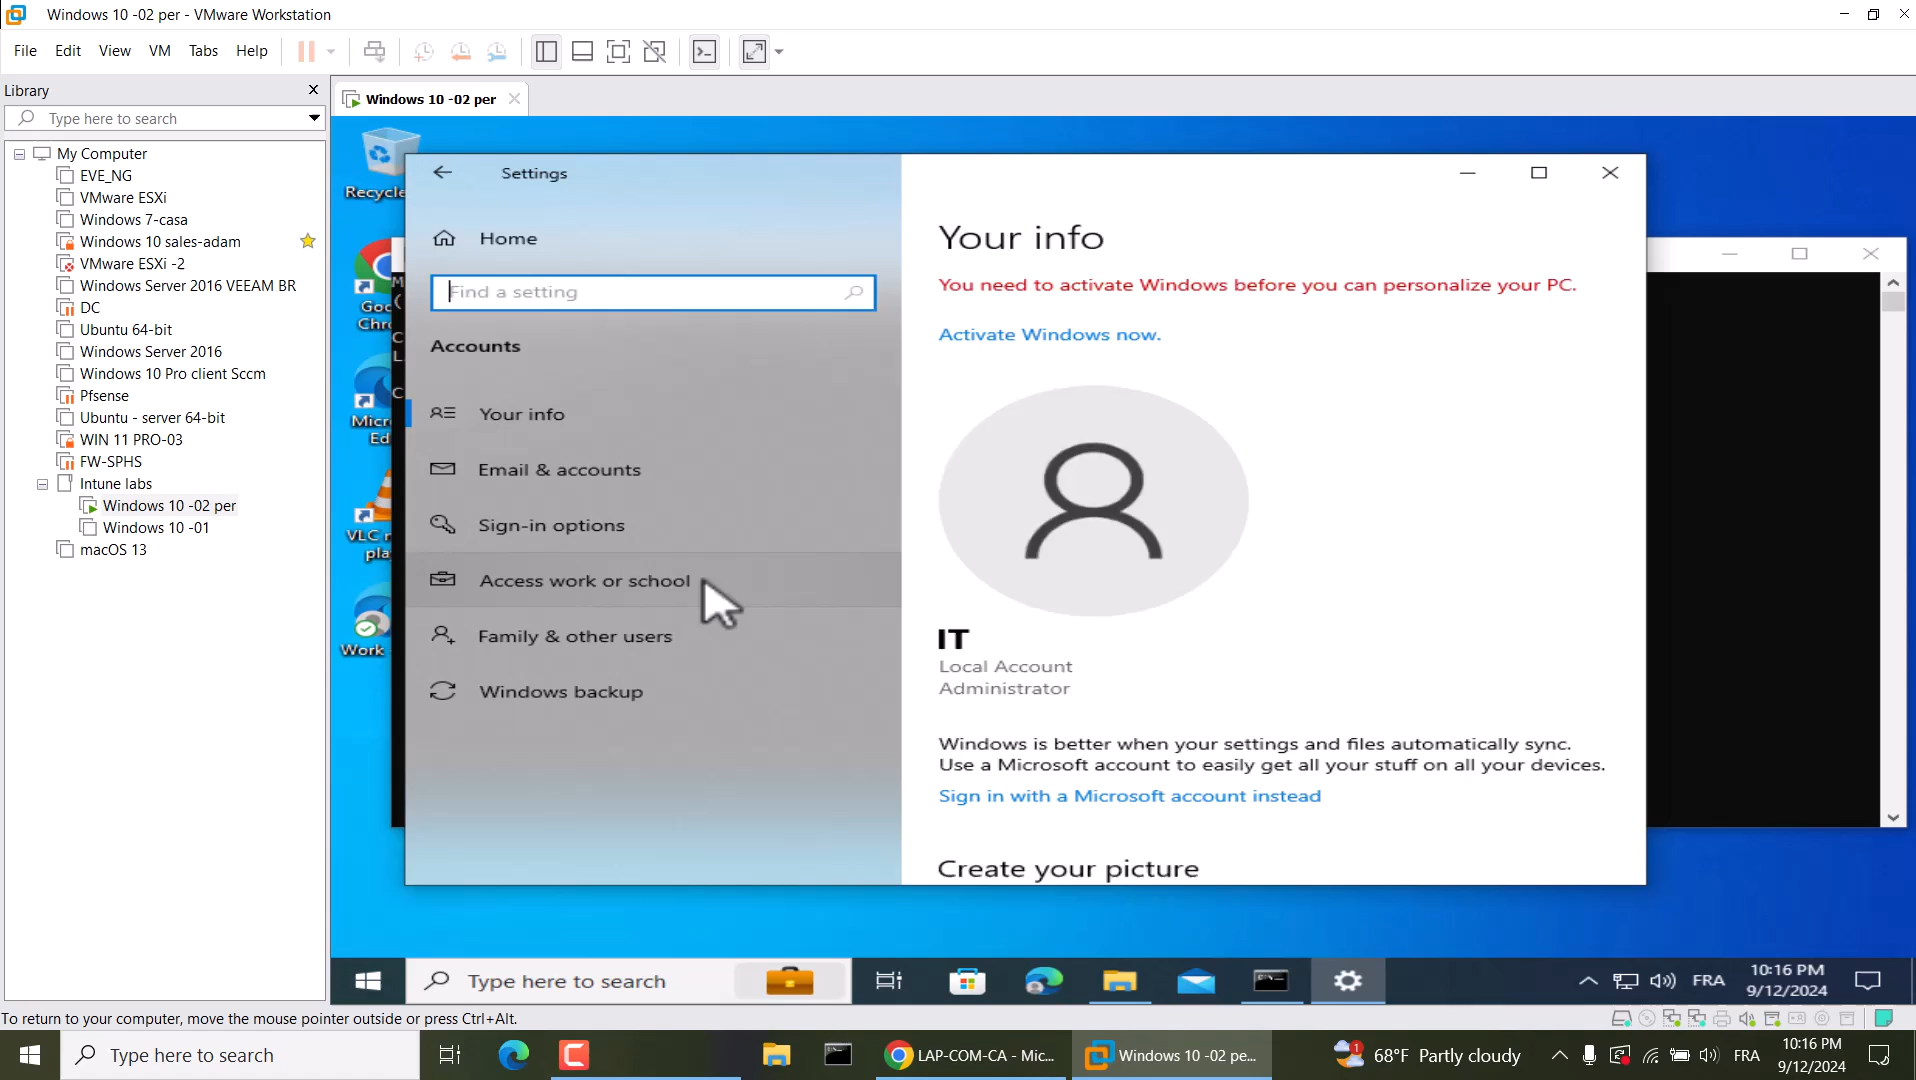 Windows 10 -02 per - VMware Workstation
File Edit View VM Tabs Help
Library
Type here to search
My Computer
EVE_NG
VMware ESXi
Windows 7-casa
Windows 10 sales-adam
VMware ESXi -2
Windows Server 2016 VEEAM BR
DC
Ubuntu 64-bit
Windows Server 2016
Windows 10 Pro client Sccm
Pfsense
Ubuntu - server 64-bit
WIN 11 PRO-03
FW-SPHS
Intune labs
Windows 10 -02 per
Windows 10 -01
macOS 13
Windows 10 -02 per
Recycle
Goo
Chr
Micr
Ed
VLC
pla
Work
Settings
Home
Find a setting
Accounts
Your info
Email & accounts
Sign-in options
Access work or school
Family & other users
Windows backup
Your info
You need to activate Windows before you can personalize your PC.
Activate Windows now.
IT
Local Account
Administrator
Windows is better when your settings and files automatically sync.
Use a Microsoft account to easily get all your stuff on all your devices.
Sign in with a Microsoft account instead
Create your picture
Type here to search
FRA
10:16 PM
9/12/2024
To return to your computer, move the mouse pointer outside or press Ctrl+Alt.
Type here to search
LAP-COM-CA - Mic...
Windows 10 -02 pe...
1
68°F Partly cloudy
FRA
10:16 PM
9/12/2024